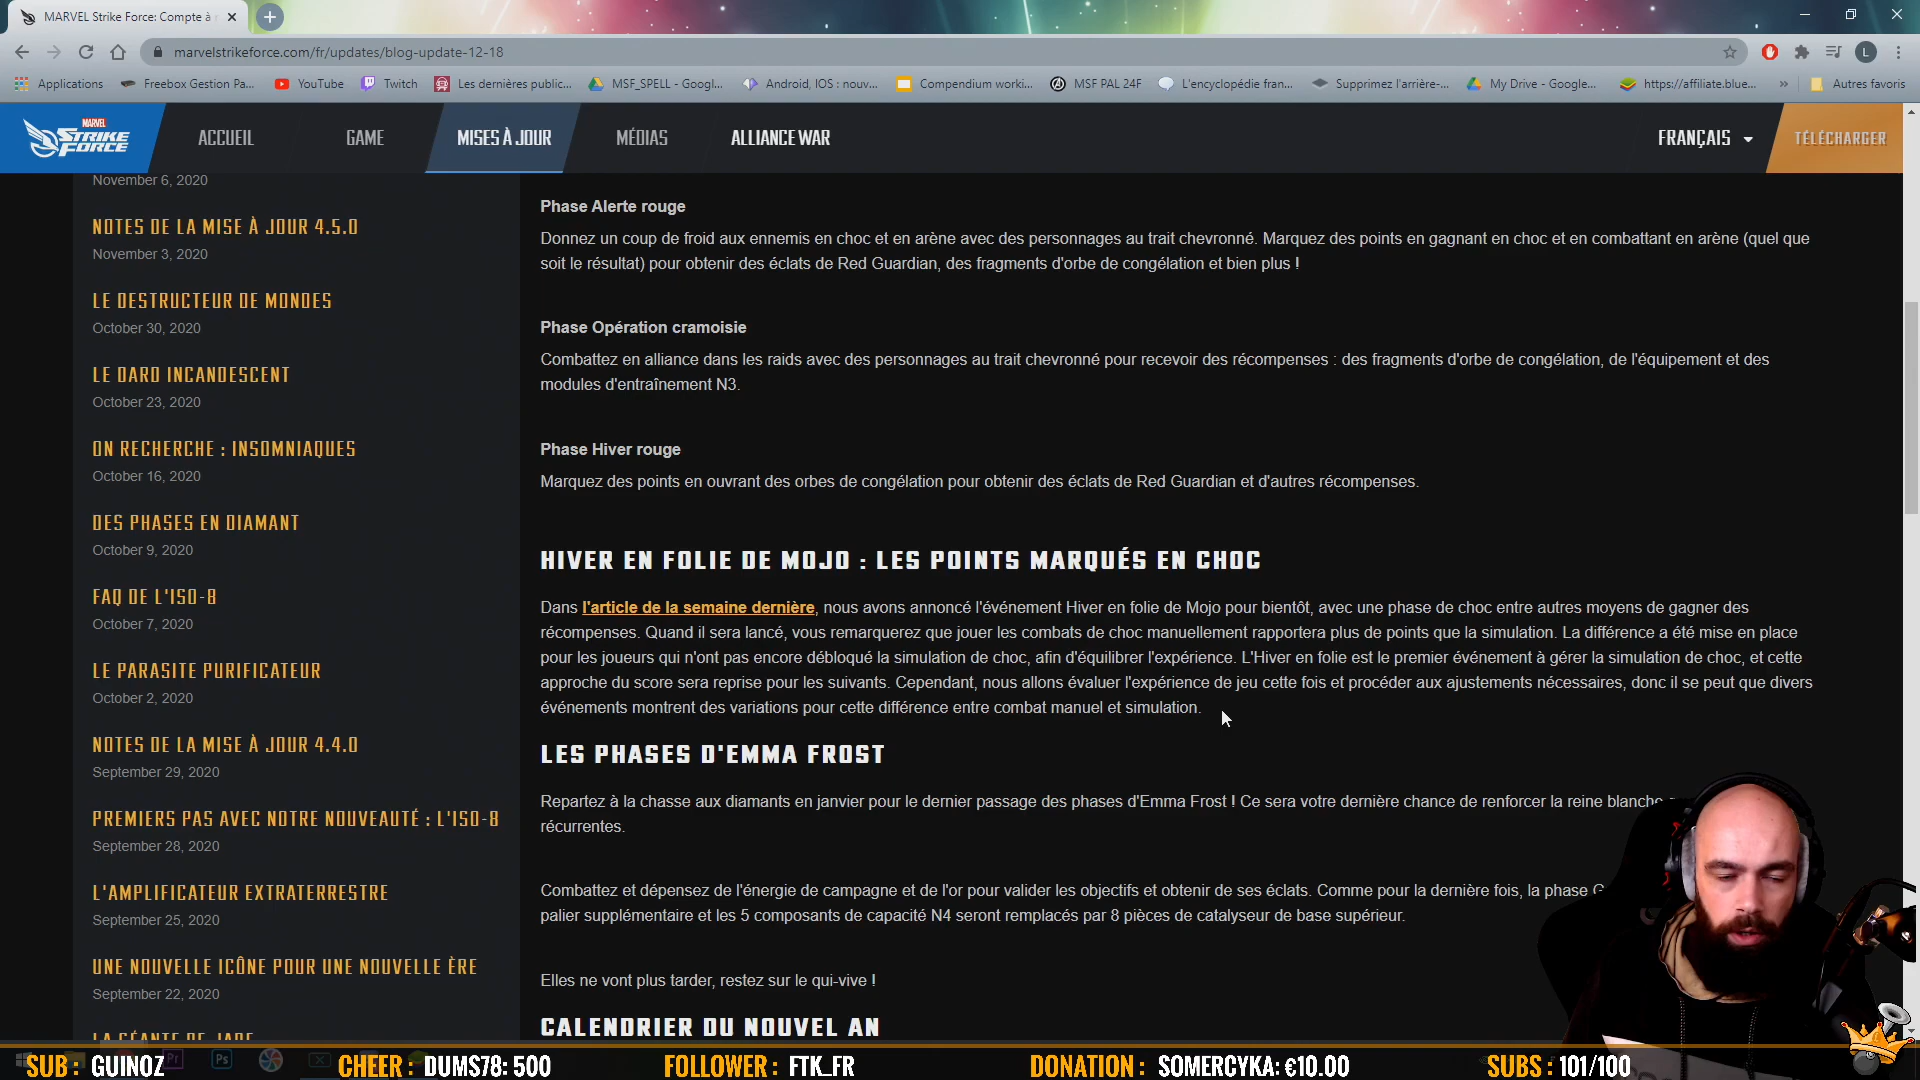 MARVEL Strike Force: Compte à
marvelstrikeforce.com/fr/updates/blog-update-12-18
L
Applications
Freebox Gestion Pa...
YouTube
Twitch
Les dernières public...
MSF_SPELL - Googl...
Android, IOS : nouv...
Compendium worki...
MSF PAL 24F
L'encyclopédie fran...
Supprimez l'arrière-...
My Drive - Google...
https://affiliate.blue...
Autres favoris
MARVEL
STRIKE
FORCE
ACCUEIL
GAME
MISES À JOUR
MÉDIAS
ALLIANCE WAR
FRANÇAIS
TÉLÉCHARGER
November 6, 2020
NOTES DE LA MISE À JOUR 4.5.0
November 3, 2020
LE DESTRUCTEUR DE MONDES
October 30, 2020
LE DARD INCANDESCENT
October 23, 2020
ON RECHERCHE : INSOMNIAQUES
October 16, 2020
DES PHASES EN DIAMANT
October 9, 2020
FAQ DE L'ISO-8
October 7, 2020
LE PARASITE PURIFICATEUR
October 2, 2020
NOTES DE LA MISE À JOUR 4.4.0
September 29, 2020
PREMIERS PAS AVEC NOTRE NOUVEAUTÉ : L'ISO-8
September 28, 2020
L'AMPLIFICATEUR EXTRATERRESTRE
September 25, 2020
UNE NOUVELLE ICÔNE POUR UNE NOUVELLE ÈRE
September 22, 2020
LA GÉANTE DE JADE
Phase Alerte rouge
Donnez un coup de froid aux ennemis en choc et en arène avec des personnages au trait chevronné. Marquez des points en gagnant en choc et en combattant en arène (quel que
soit le résultat) pour obtenir des éclats de Red Guardian, des fragments d'orbe de congélation et bien plus !
Phase Opération cramoisie
Combattez en alliance dans les raids avec des personnages au trait chevronné pour recevoir des récompenses : des fragments d'orbe de congélation, de l'équipement et des
modules d'entraînement N3.
Phase Hiver rouge
Marquez des points en ouvrant des orbes de congélation pour obtenir des éclats de Red Guardian et d'autres récompenses.
HIVER EN FOLIE DE MOJO : LES POINTS MARQUÉS EN CHOC
Dans l'article de la semaine dernière, nous avons annoncé l'événement Hiver en folie de Mojo pour bientôt, avec une phase de choc entre autres moyens de gagner des
récompenses. Quand il sera lancé, vous remarquerez que jouer les combats de choc manuellement rapportera plus de points que la simulation. La différence a été mise en place
pour les joueurs qui n'ont pas encore débloqué la simulation de choc, afin d'équilibrer l'expérience. L'Hiver en folie est le premier événement à gérer la simulation de choc, et cette
approche du score sera reprise pour les suivants. Cependant, nous allons évaluer l'expérience de jeu cette fois et procéder aux ajustements nécessaires, donc il se peut que divers
événements montrent des variations pour cette différence entre combat manuel et simulation.
LES PHASES D'EMMA FROST
Repartez à la chasse aux diamants en janvier pour le dernier passage des phases d'Emma Frost ! Ce sera votre dernière chance de renforcer la reine blanche
récurrentes.
Combattez et dépensez de l'énergie de campagne et de l'or pour valider les objectifs et obtenir de ses éclats. Comme pour la dernière fois, la phase
palier supplémentaire et les 5 composants de capacité N4 seront remplacés par 8 pièces de catalyseur de base supérieur.
Elles ne vont plus tarder, restez sur le qui-vive !
CALENDRIER DU NOUVEL AN
Pr
Ps
SUB : GUINOZ
CHEER : DUMS78: 500
FOLLOWER : FTK_FR
DONATION : SOMERCYKA: €10.00
SUBS : 101/100